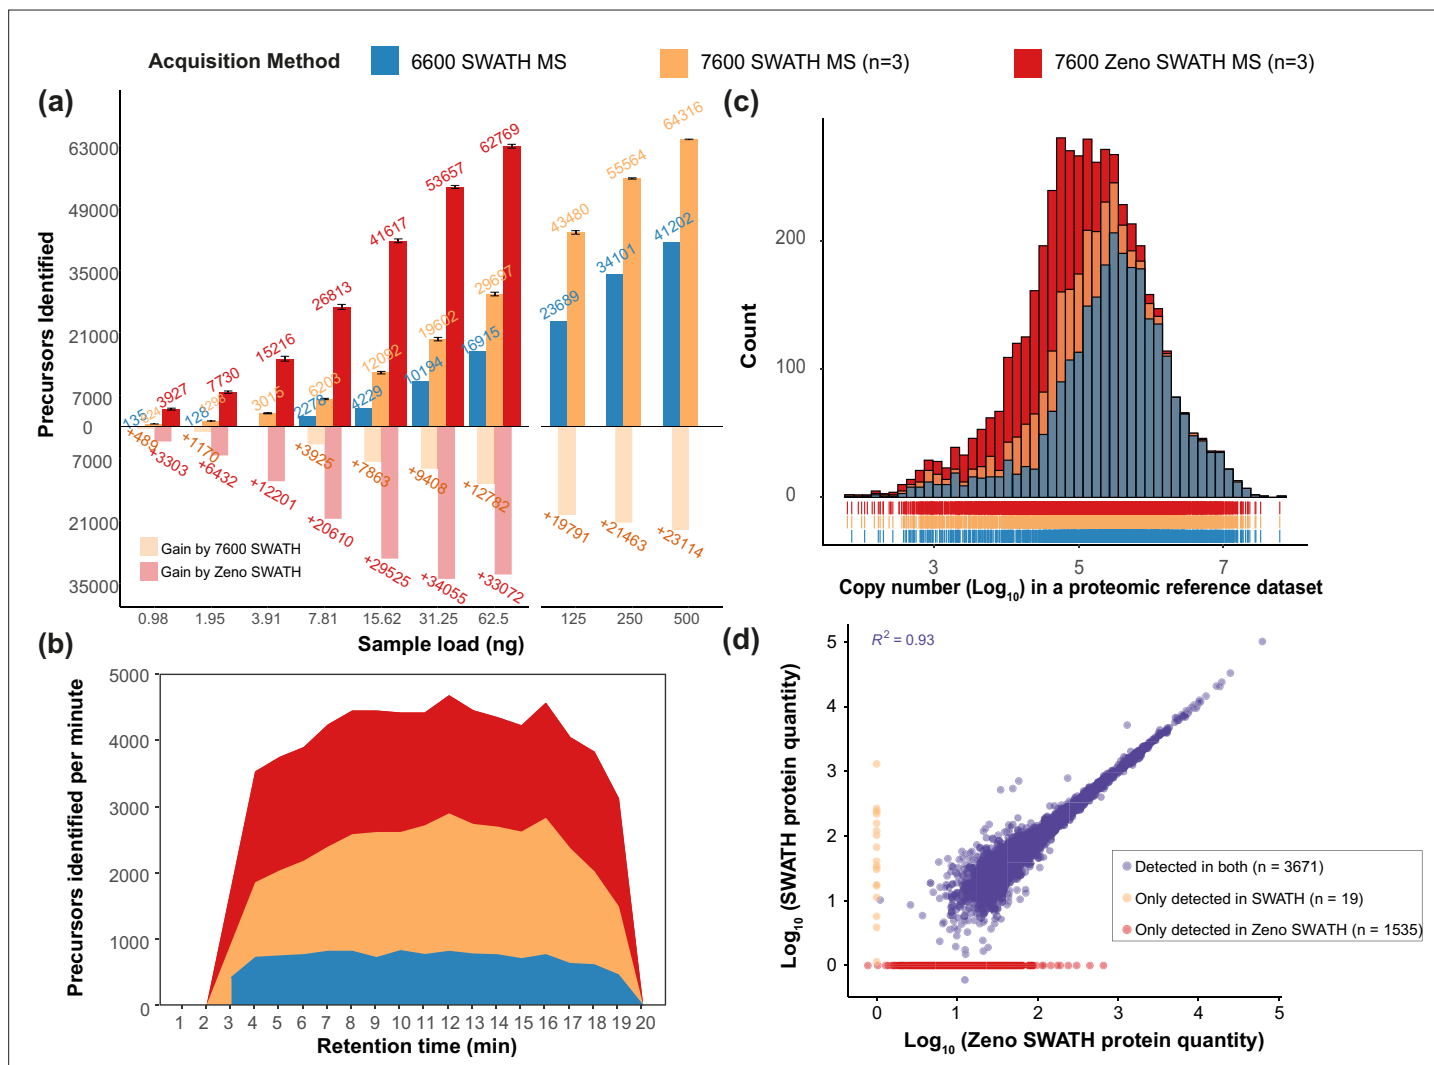 Acquisition Method 6600 SWATH MS 7600 SWATH MS (n=3) 7600 Zeno SWATH MS (n=3)
(a)
Precursors Identified
63000
49000
35000
21000
7000
0
7000
21000
35000
135 3927
128 7730
3015 15216
2278 6203 26813
4229 12092 41617
10194 19602 53657
16915 29697 62769
23689 43480
34101 55564
41202 64316
+489 +3303
+1170 +6432
+12201
+3925 +20610
+7863 +29525
+9408 +34055
+12782 +33072
+19791
+21463
+23114
Gain by 7600 SWATH
Gain by Zeno SWATH
0.98 1.95 3.91 7.81 15.62 31.25 62.5 125 250 500
Sample load (ng)
(b)
Precursors identified per minute
5000
4000
3000
2000
1000
0
1 2 3 4 5 6 7 8 9 10 11 12 13 14 15 16 17 18 19 20
Retention time (min)
(c)
Count
200
100
0
3 5 7
Copy number (Log10) in a proteomic reference dataset
(d)
Log10 (SWATH protein quantity)
R2 = 0.93
5
4
3
2
1
0
Detected in both (n = 3671)
Only detected in SWATH (n = 19)
Only detected in Zeno SWATH (n = 1535)
0 1 2 3 4 5
Log10 (Zeno SWATH protein quantity)